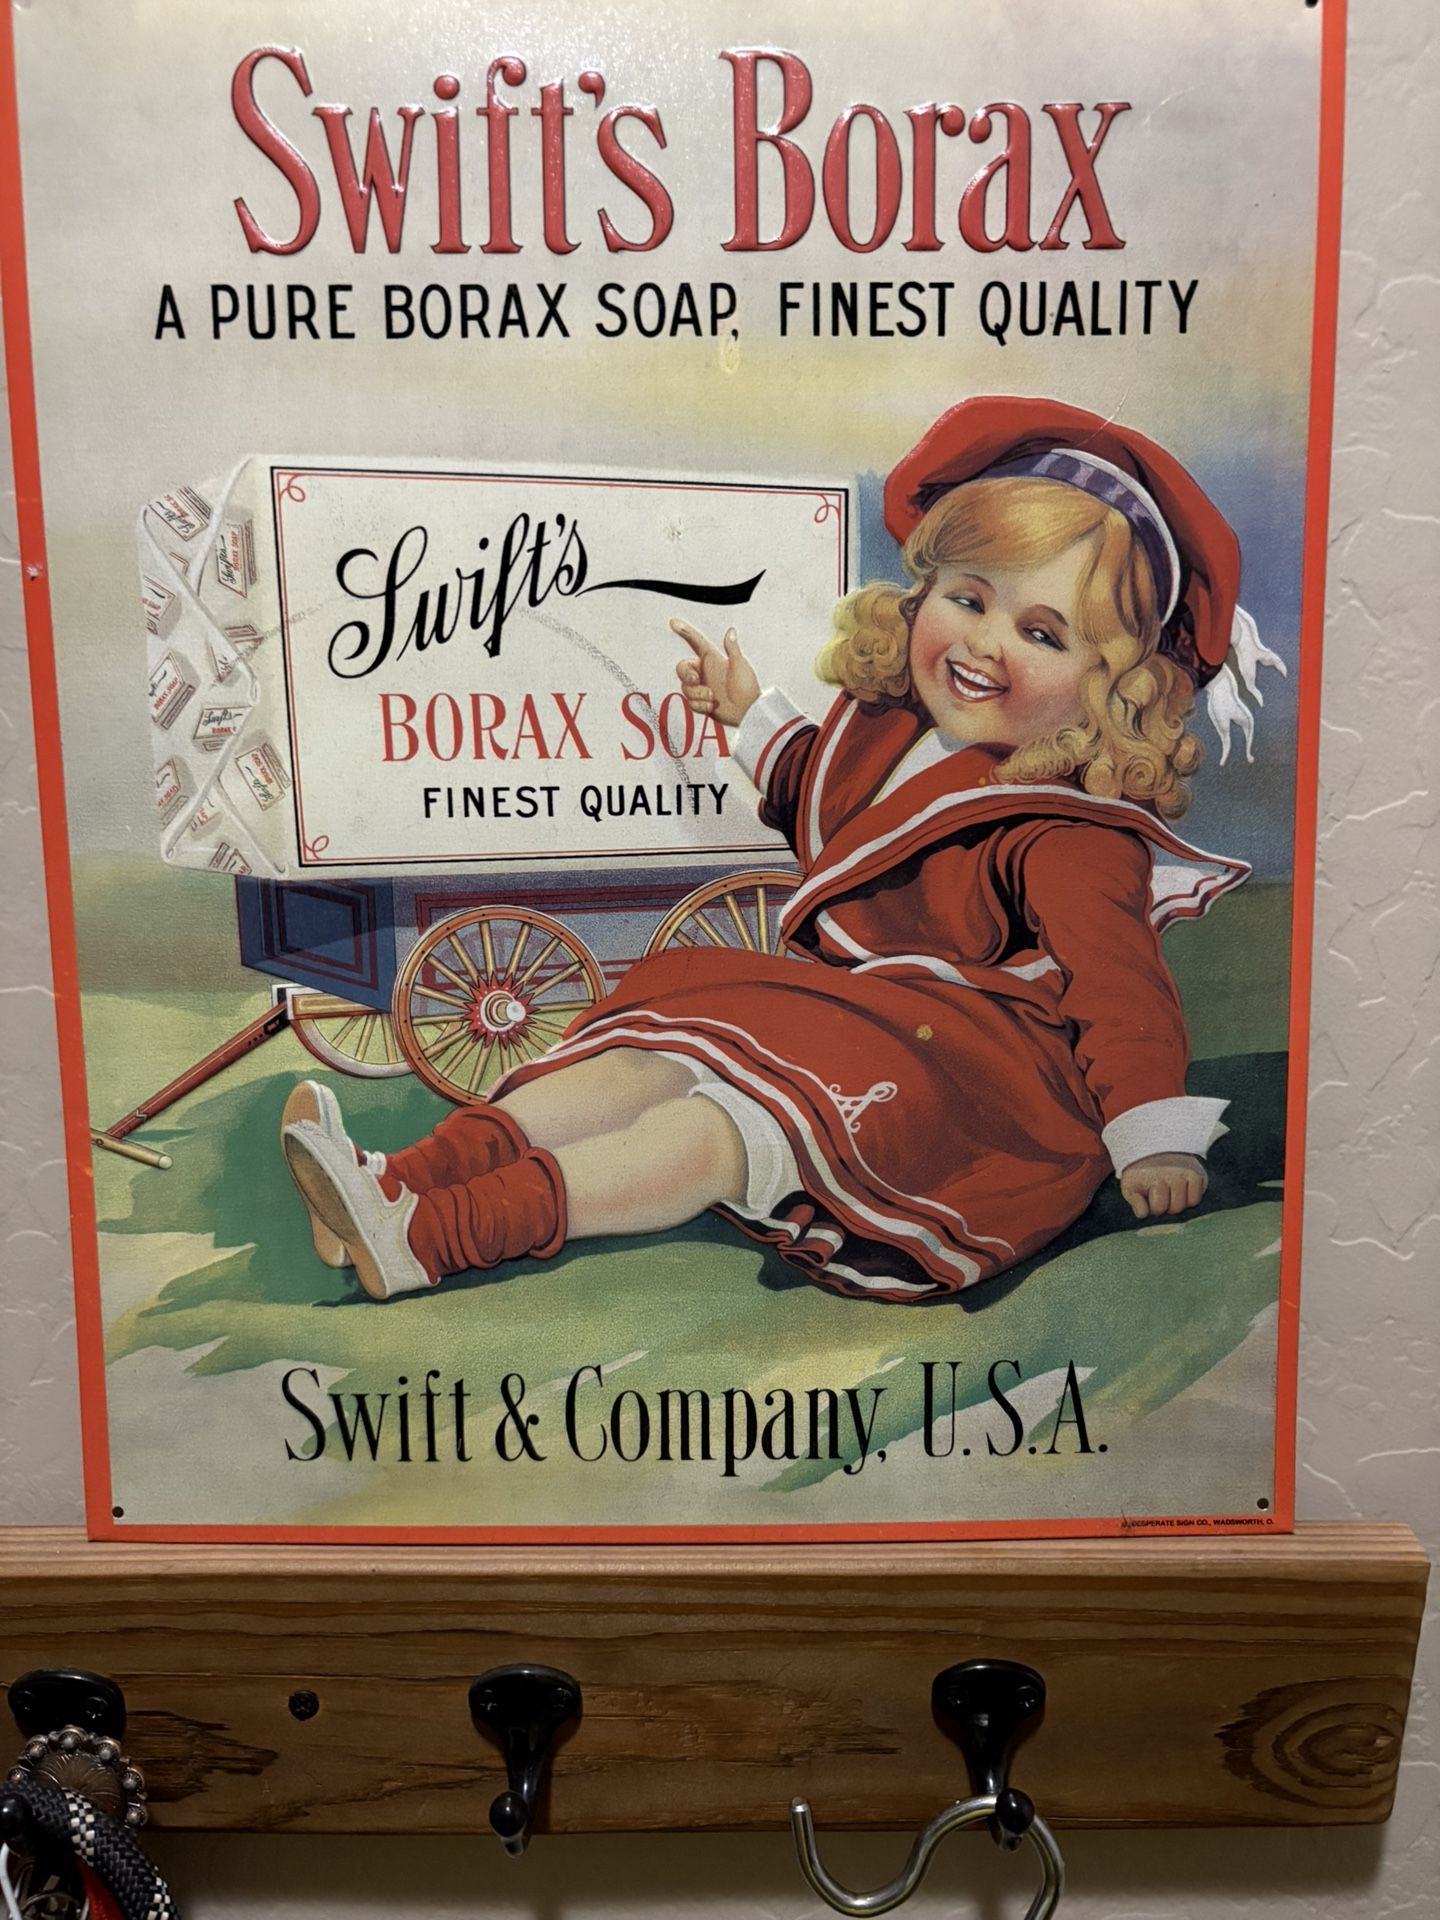 Swift's Borax
A PURE BORAX SOAP, FINEST QUALITY
Swift's
BORAX SOA
FINEST QUALITY
Swift & Company, U.S.A.
DESPERATE SIGN CO., WADSWORTH, O.